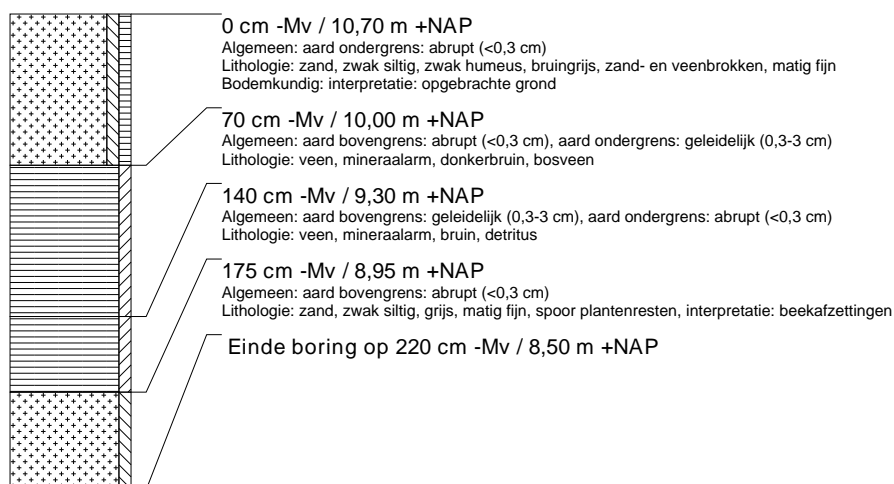 0 cm -Mv / 10,70 m +NAP
Algemeen: aard ondergrens: abrupt (<0,3 cm)
Lithologie: zand, zwak siltig, zwak humeus, bruingrijs, zand- en veenbrokken, matig fijn
Bodemkundig: interpretatie: opgebrachte grond
70 cm -Mv / 10,00 m +NAP
Algemeen: aard bovengrens: abrupt (<0,3 cm), aard ondergrens: geleidelijk (0,3-3 cm)
Lithologie: veen, mineraalarm, donkerbruin, bosveen
140 cm -Mv / 9,30 m +NAP
Algemeen: aard bovengrens: geleidelijk (0,3-3 cm), aard ondergrens: abrupt (<0,3 cm)
Lithologie: veen, mineraalarm, bruin, detritus
175 cm -Mv / 8,95 m +NAP
Algemeen: aard bovengrens: abrupt (<0,3 cm)
Lithologie: zand, zwak siltig, grijs, matig fijn, spoor plantenresten, interpretatie: beekafzettingen
Einde boring op 220 cm -Mv / 8,50 m +NAP